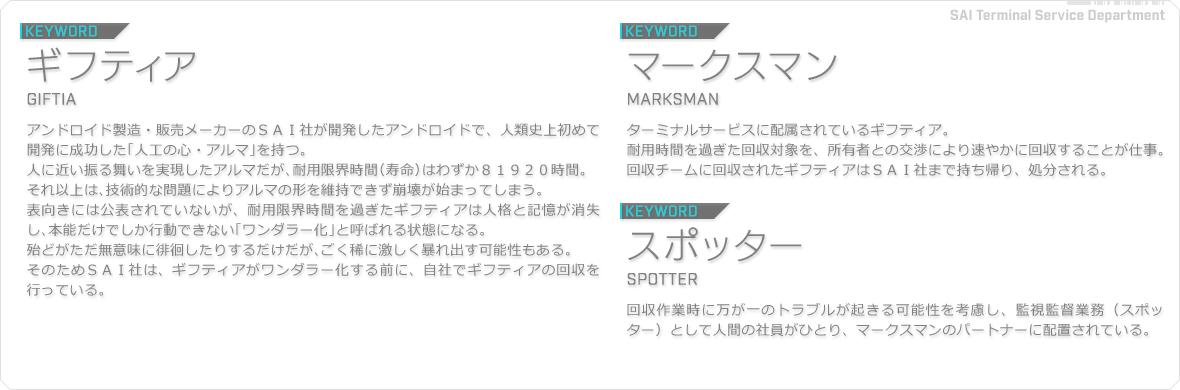 SAI Terminal Service Department
KEYWORD
ギフティア
GIFTIA
アンドロイド製造・販売メーカーのＳＡＩ社が開発したアンドロイドで、人類史上初めて
開発に成功した｢人工の心・アルマ｣を持つ。
人に近い振る舞いを実現したアルマだが､耐用限界時間(寿命)はわずか８１９２０時間。
それ以上は､技術的な問題によりアルマの形を維持できず崩壊が始まってしまう。
表向きには公表されていないが、耐用限界時間を過ぎたギフティアは人格と記憶が消失
し､本能だけでしか行動できない｢ワンダラー化｣と呼ばれる状態になる。
殆どがただ無意味に徘徊したりするだけだが､ごく稀に激しく暴れ出す可能性もある。
そのためＳＡＩ社は、ギフティアがワンダラー化する前に、自社でギフティアの回収を
行っている。
KEYWORD
マークスマン
MARKSMAN
ターミナルサービスに配属されているギフティア。
耐用時間を過ぎた回収対象を、所有者との交渉により速やかに回収することが仕事。
回収チームに回収されたギフティアはＳＡＩ社まで持ち帰り、処分される。
KEYWORD
スポッター
SPOTTER
回収作業時に万が一のトラブルが起きる可能性を考慮し、監視監督業務（スポッ
ター）として人間の社員がひとり、マークスマンのパートナーに配置されている。